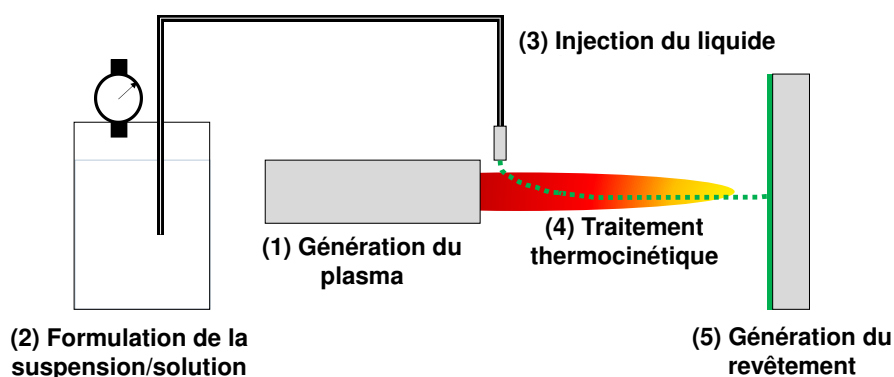 (3) Injection du liquide
(1) Génération du
plasma
(4) Traitement
thermocinétique
(2) Formulation de la
suspension/solution
(5) Génération du
revêtement